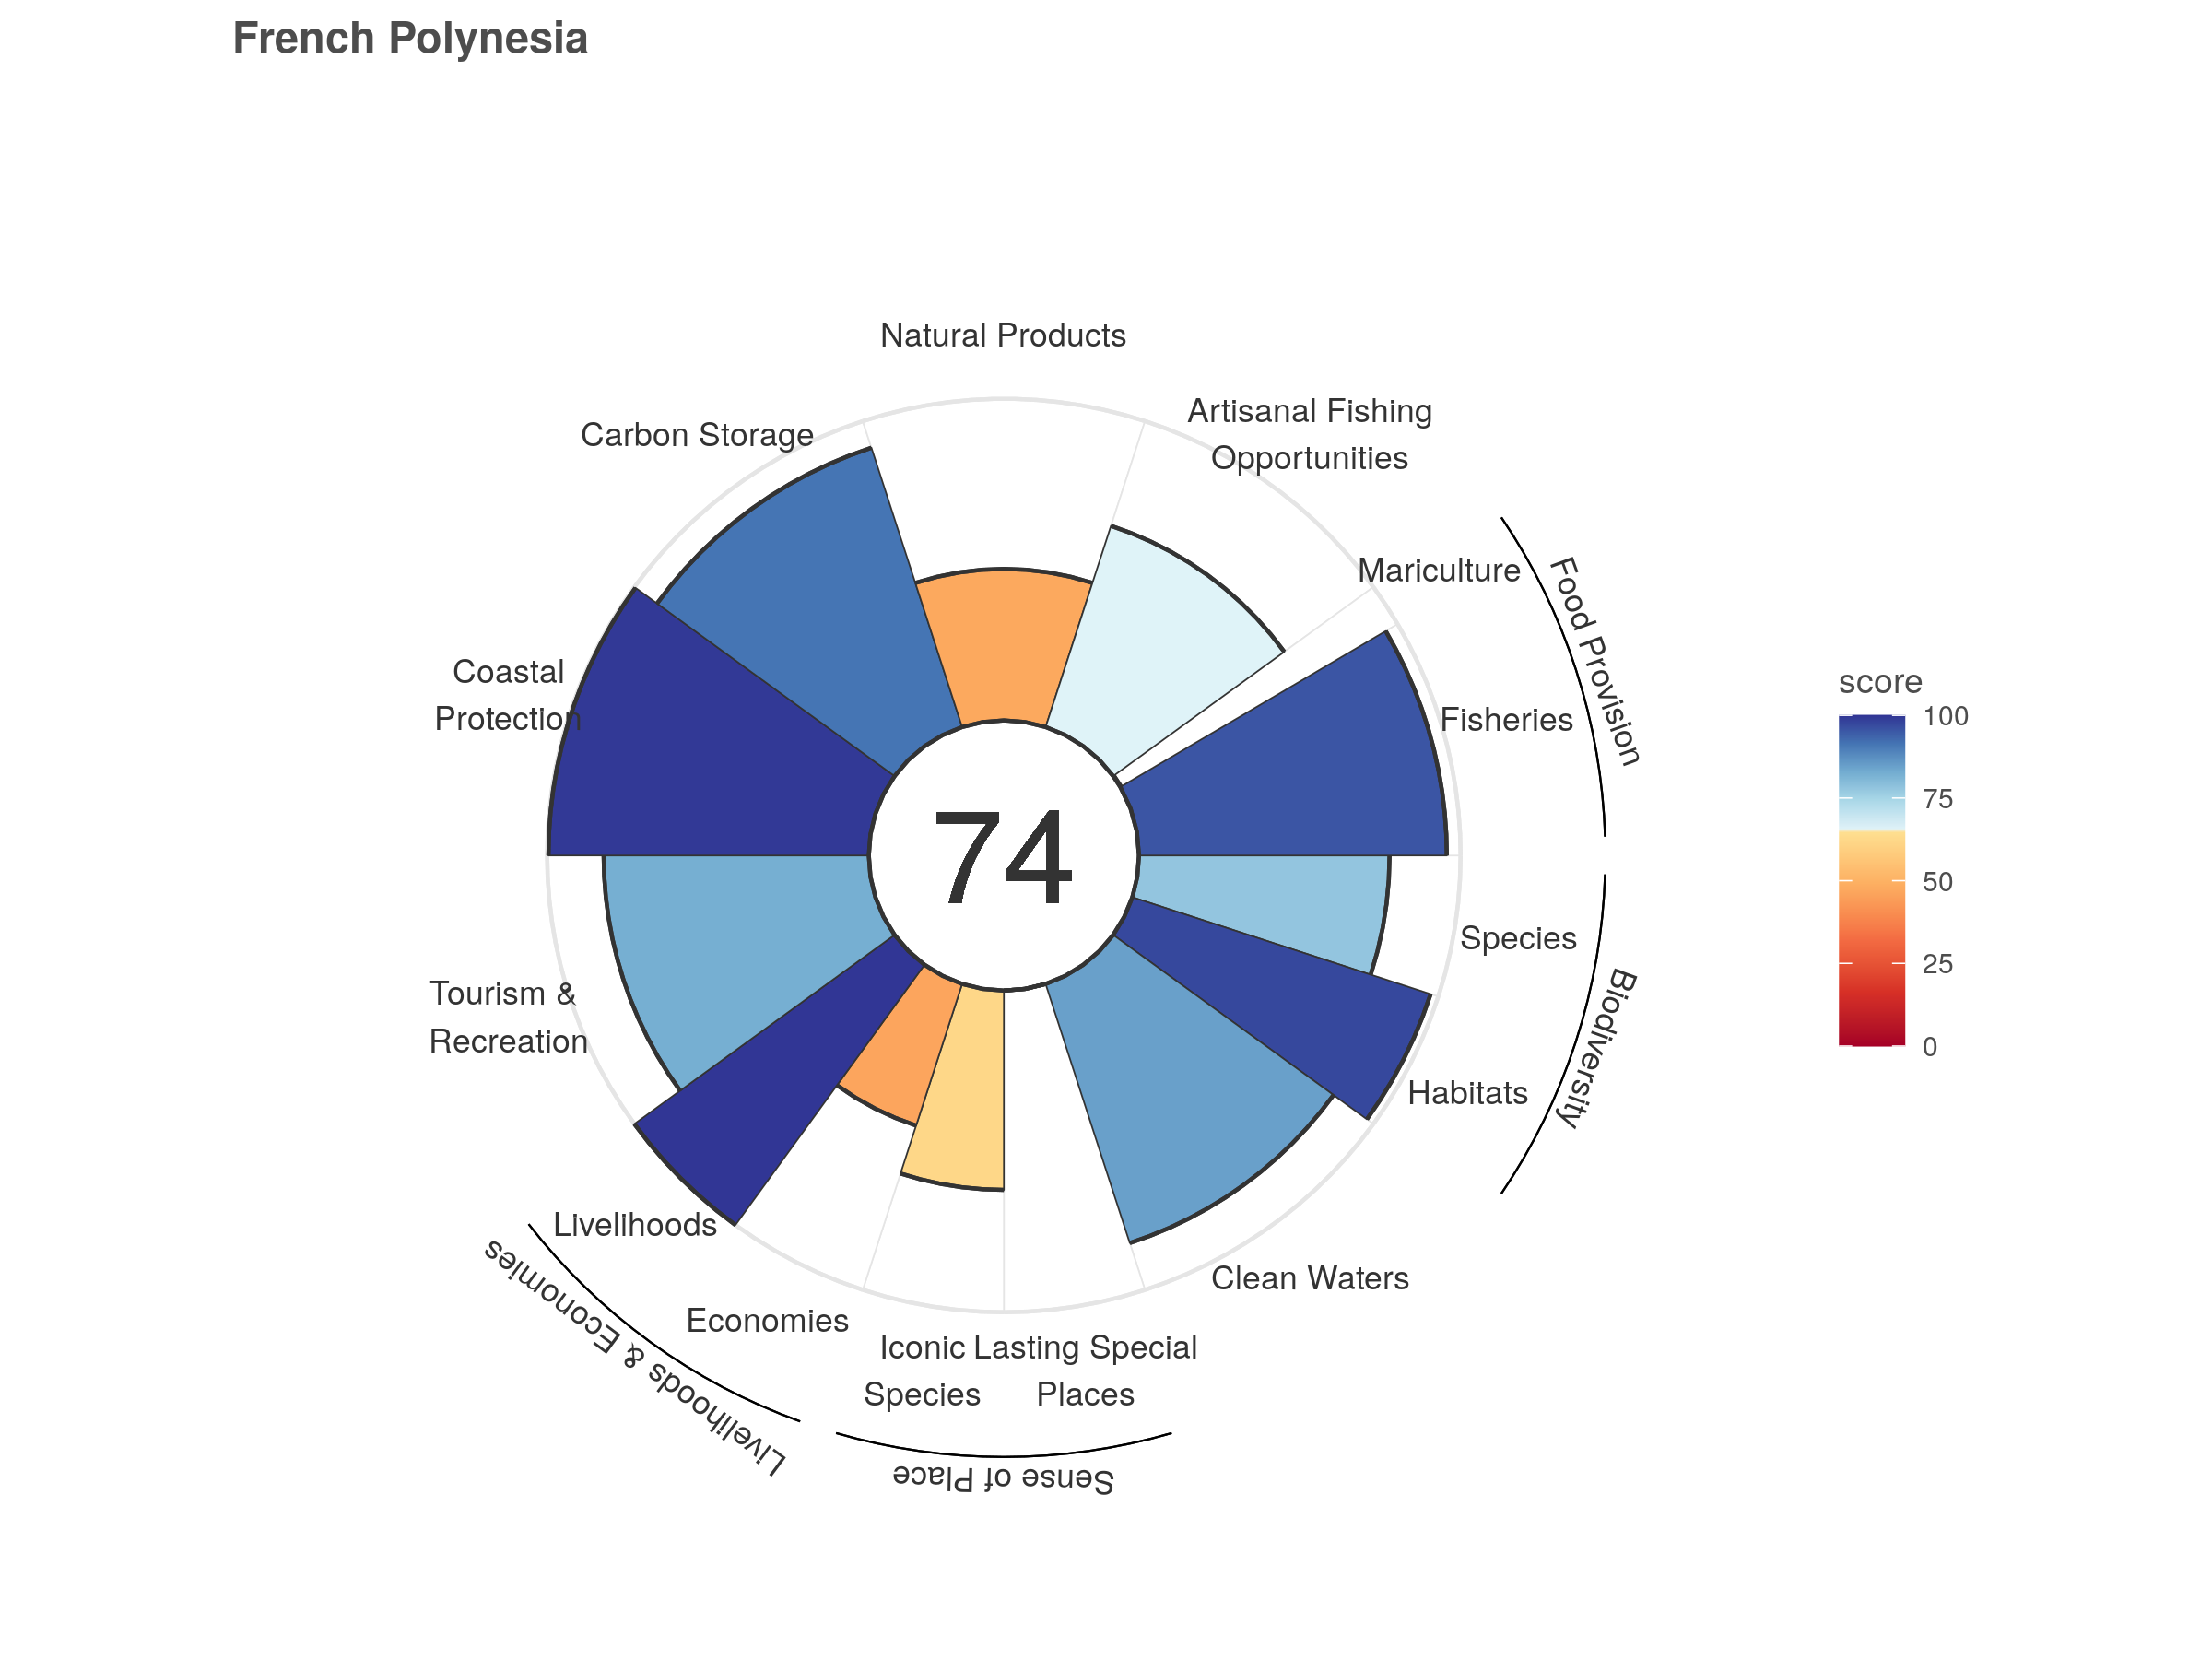 French Polynesia
Natural Products
Artisanal Fishing
Opportunities
Carbon Storage
Mariculture
Food Provision
Coastal
Protection
Fisheries
74
score
100
75
50
25
0
Species
Biodiversity
Tourism &
Recreation
Habitats
Livelihoods
Clean Waters
Livelihoods & Economies
Economies
Iconic
Species
Lasting Special
Places
Sense of Place